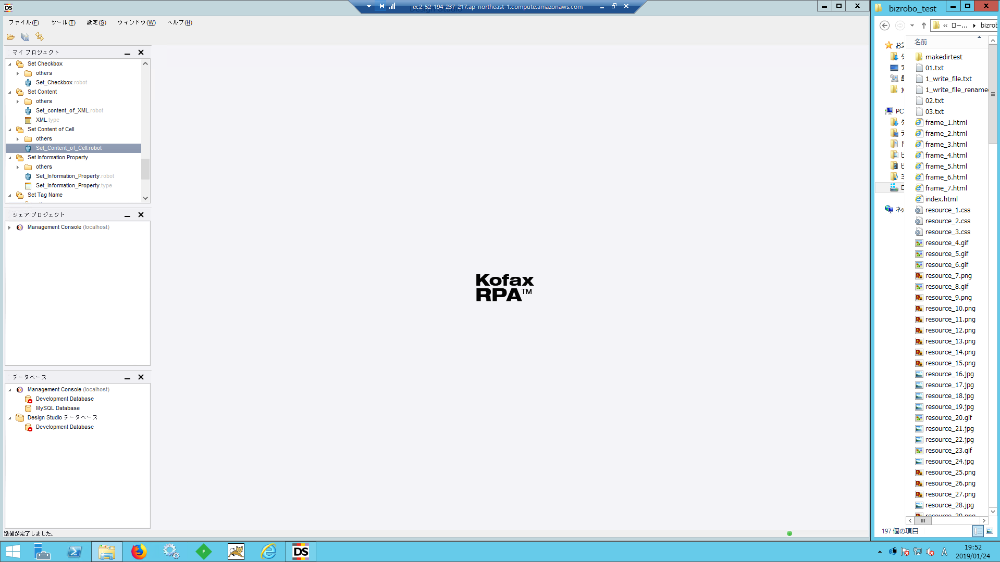 DS
ec2-52-194-237-217.ap-northeast-1.compute.amazonaws.com
bizrobo_test
ファイル(F) ツール(T) 設定(S) ウィンドウ(W) ヘルプ(H)
« ロー... ▸ bizrob
マイ プロジェクト
Set Checkbox
others
Set_Checkbox.robot
Set Content
others
Set_content_of_XML.robot
XML.type
Set Content of Cell
others
Set_Content_of_Cell.robot
Set Information Property
others
Set_Information_Property.robot
Set_Information_Property.type
Set Tag Name
シェア プロジェクト
Management Console (localhost)
データベース
Management Console (localhost)
Development Database
MySQL Database
Design Studio データベース
Development Database
準備が完了しました。
Kofax
RPA™
お気
PC
ネッ
名前
makedirtest
01.txt
1_write_file.txt
1_write_file_rename
02.txt
03.txt
frame_1.html
frame_2.html
frame_3.html
frame_4.html
frame_5.html
frame_6.html
frame_7.html
index.html
resource_1.css
resource_2.css
resource_3.css
resource_4.gif
resource_5.gif
resource_6.gif
resource_7.png
resource_8.gif
resource_9.png
resource_10.png
resource_11.png
resource_12.png
resource_13.png
resource_14.png
resource_15.png
resource_16.jpg
resource_17.jpg
resource_18.jpg
resource_19.jpg
resource_20.gif
resource_21.jpg
resource_22.jpg
resource_23.gif
resource_24.jpg
resource_25.png
resource_26.png
resource_27.png
resource_28.jpg
resource_29.png
197 個の項目
F
DS
A
19:52
2019/01/24